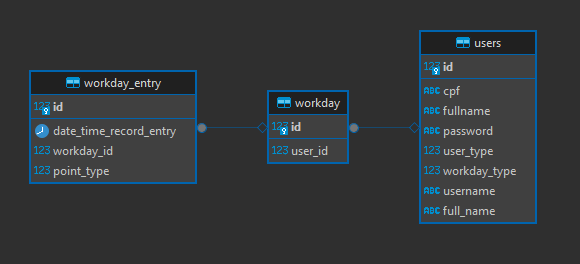 workday_entry
123 id
date_time_record_entry
123 workday_id
123 point_type
workday
123 id
123 user_id
users
123 id
ABC cpf
ABC fullname
ABC password
123 user_type
123 workday_type
ABC username
ABC full_name